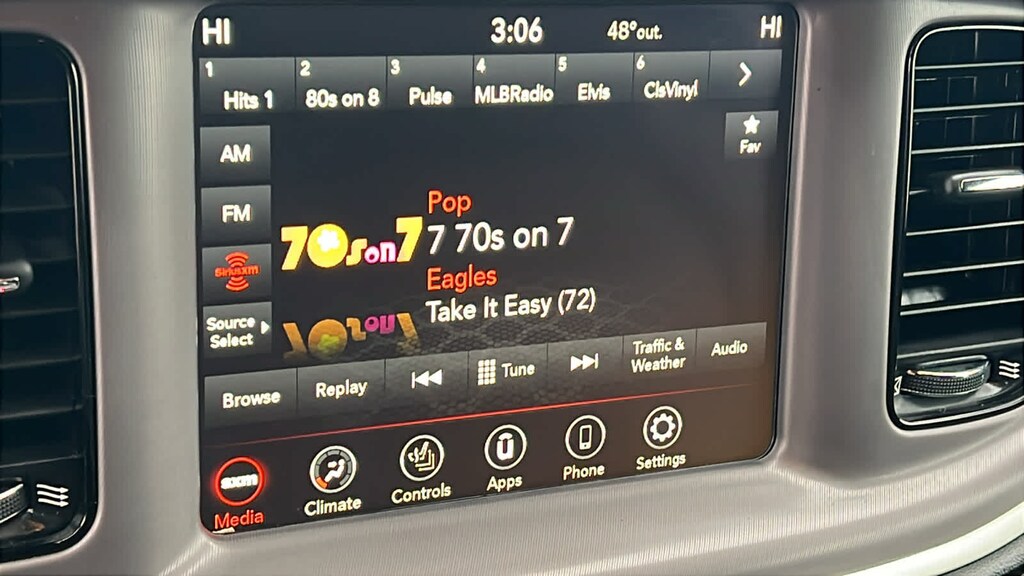 HI 3:06 48°out. HI
1 Hits 1 2 80s on 8 3 Pulse 4 MLBRadio 5 Elvis 6 ClsVinyl
AM
Fav
FM
Pop
70s on 7
7 70s on 7
siriusxm
Eagles
Take It Easy (72)
Source
Select
Browse Replay Tune Traffic & Weather Audio
sxm
Media Climate Controls Apps Phone Settings